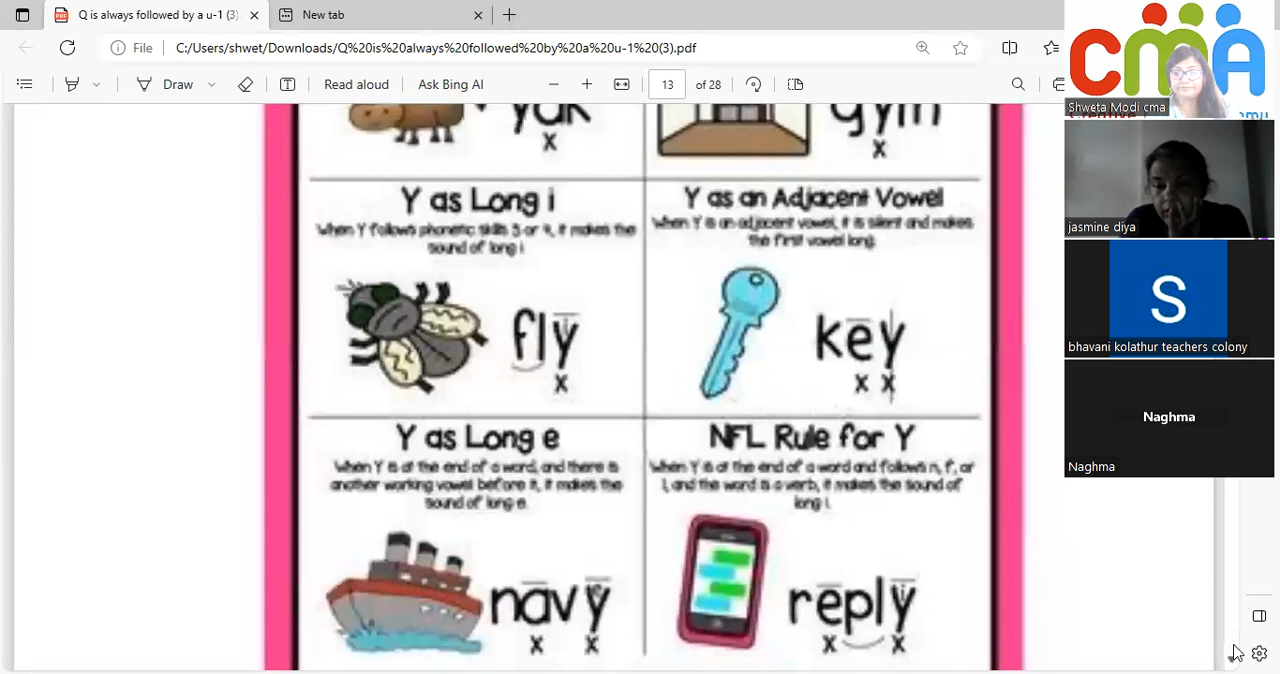 Q is always followed by a u-1 (3)
New tab
File
C:/Users/shwet/Downloads/Q%20is%20always%20followed%20by%20a%20u-1%20(3).pdf
Draw
Read aloud
Ask Bing AI
13
of 28
yak
x
gym
x
Y as Long i
When Y follows phonetic skills 3 or 4, it makes the
sound of long i.
fly
x
Y as an Adjacent Vowel
When Y is an adjacent vowel, it is silent and makes
the first vowel long.
key
x x
Y as Long e
When Y is at the end of a word, and there is
another working vowel before it, it makes the
sound of long e.
navy
x x
NFL Rule for Y
When Y is at the end of a word and follows n, f, or
l, and the word is a verb, it makes the sound of
long i.
reply
x x
cmA
Shweta Modi cma
jasmine diya
S
bhavani kolathur teachers colony
Naghma
Naghma